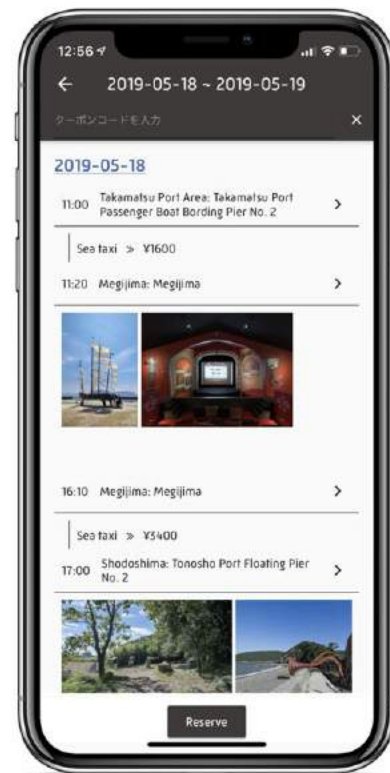 12:56
2019-05-18 ~ 2019-05-19
クーポンコードを入力
2019-05-18
11:00 Takamatsu Port Area: Takamatsu Port
Passenger Boat Bording Pier No. 2
Sea taxi » ¥1600
11:20 Megijima: Megijima
16:10 Megijima: Megijima
Sea taxi » ¥3400
17:00 Shodoshima: Tonosho Port Floating Pier
No. 2
Reserve